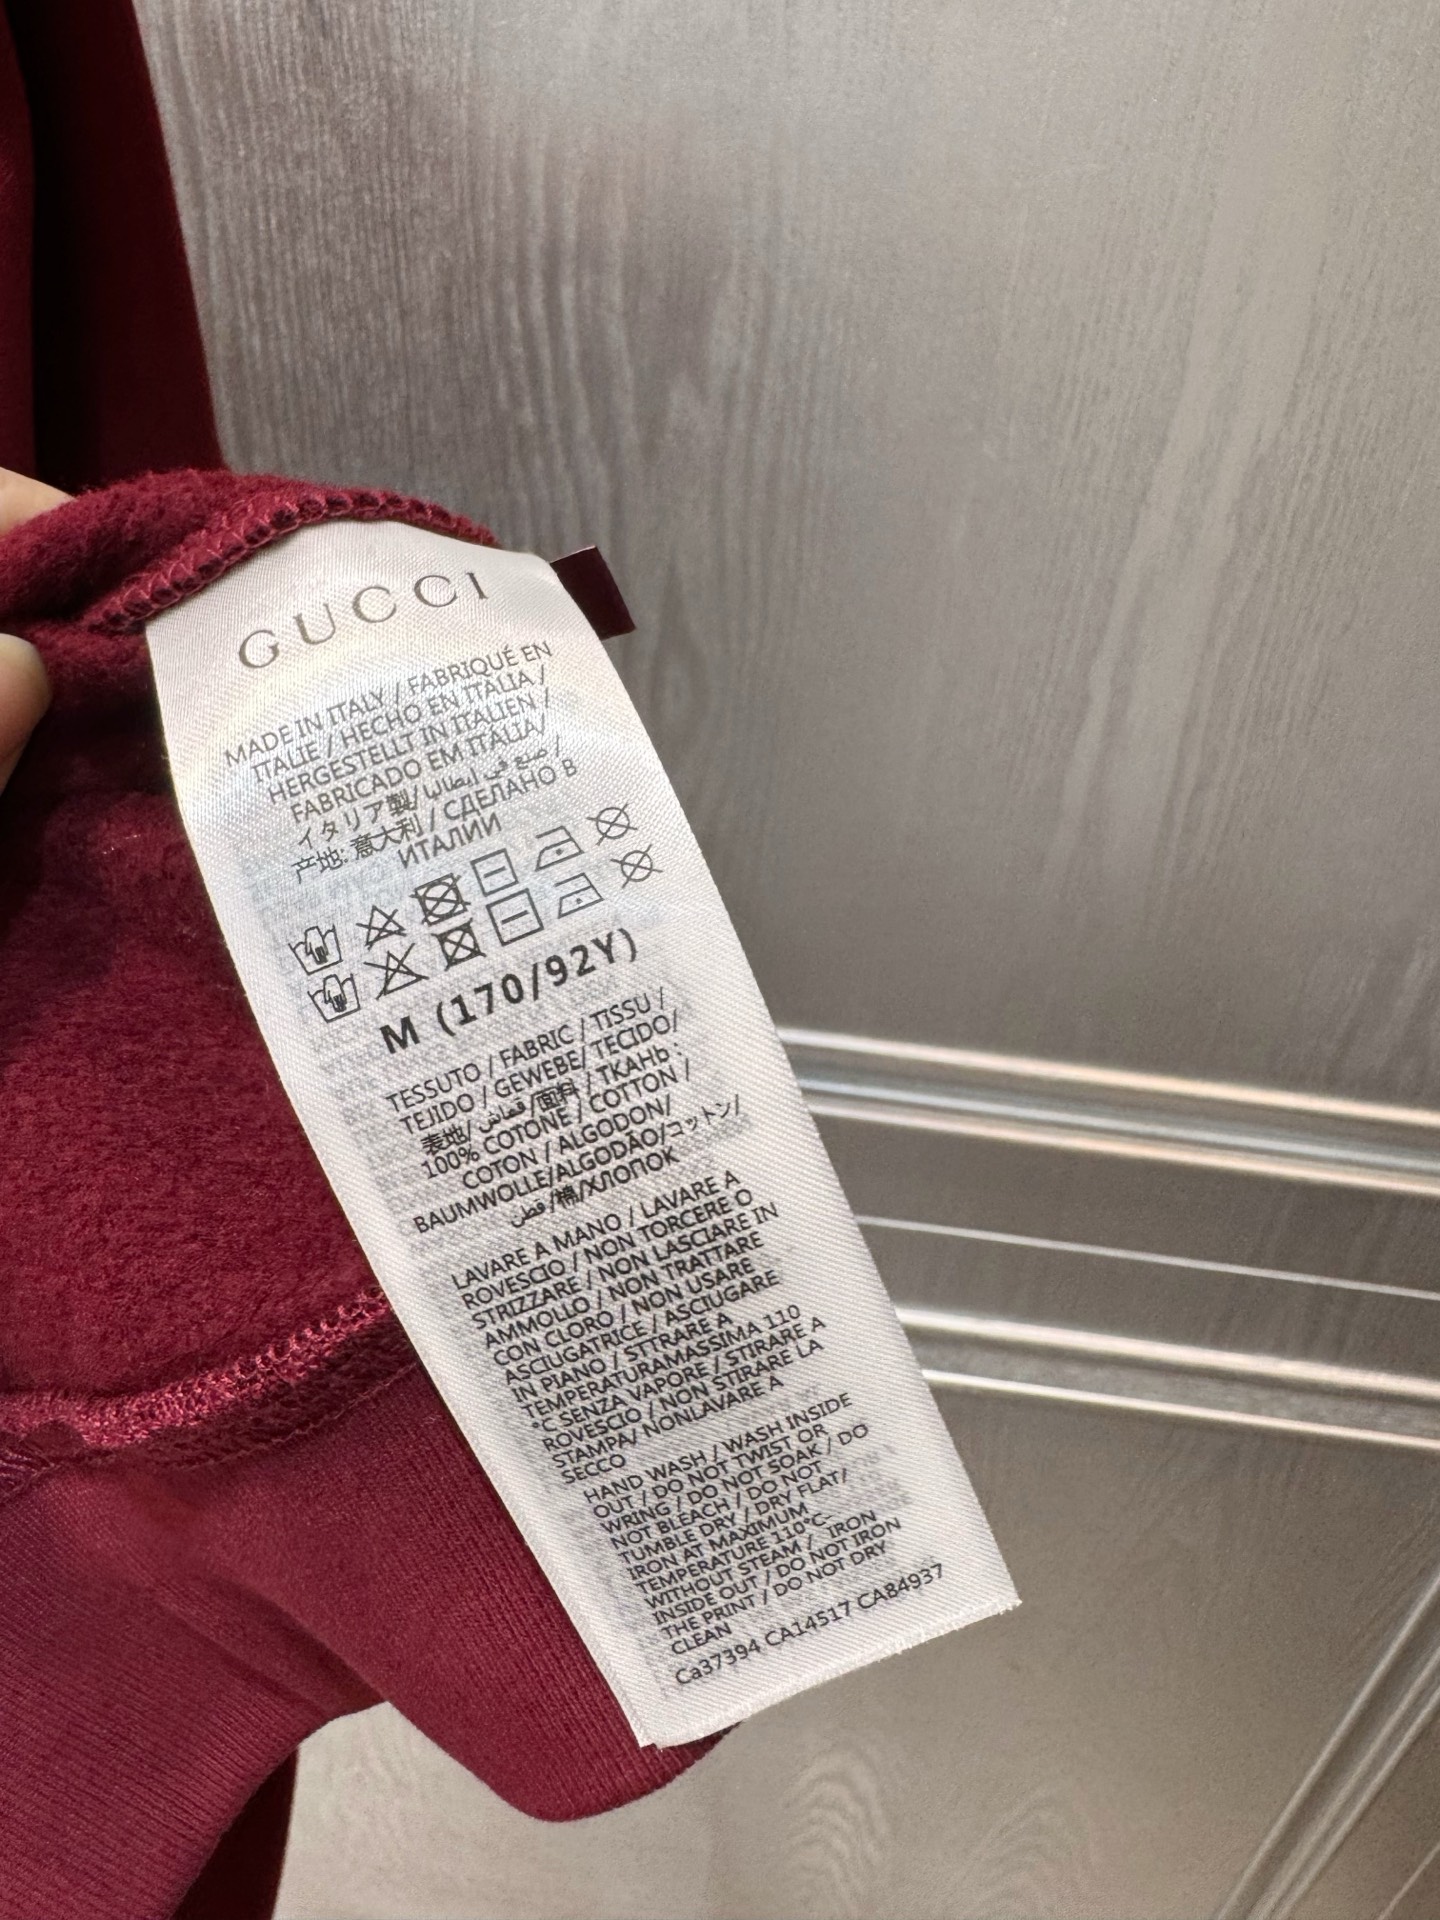 GUCCI
MADE IN ITALY / FABRIQUÉ EN
ITALIE / HECHO EN ITALIA /
HERGESTELLT IN ITALIEN /
FABRICADO EM ITALIA/
イタリア製/ صنع في ايطاليا /
产地: 意大利 / СДЕЛАНО В
ИТАЛИИ
M (170/92Y)
TESSUTO / FABRIC / TISSU /
TEJIDO / GEWEBE/ TECIDO/
表地/ قماش /面料 / ТКАНЬ :
100% COTONE / COTTON /
COTON / ALGODON/
BAUMWOLLE/ALGODÃO/コットン/
قطن /棉/ХЛОПОК
LAVARE A MANO / LAVARE A
ROVESCIO / NON TORCERE O
STRIZZARE / NON LASCIARE IN
AMMOLLO / NON TRATTARE
CON CLORO / NON USARE
ASCIUGATRICE / ASCIUGARE
IN PIANO / STTRARE A
TEMPERATURAMASSIMA 110
°C SENZA VAPORE / STIRARE A
ROVESCIO / NON STIRARE LA
STAMPA/ NONLAVARE A
SECCO
HAND WASH / WASH INSIDE
OUT / DO NOT TWIST OR
WRING / DO NOT SOAK / DO
NOT BLEACH / DO NOT
TUMBLE DRY / DRY FLAT/
IRON AT MAXIMUM
TEMPERATURE 110°C
WITHOUT STEAM / IRON
INSIDE OUT / DO NOT IRON
THE PRINT / DO NOT DRY
CLEAN
Ca37394 CA14517 CA84937